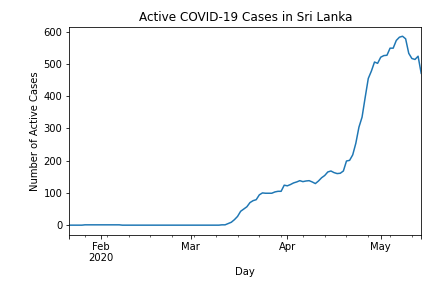 Active COVID-19 Cases in Sri Lanka
600
500
400
300
200
100
0
Number of Active Cases
Feb
2020
Mar
Apr
May
Day